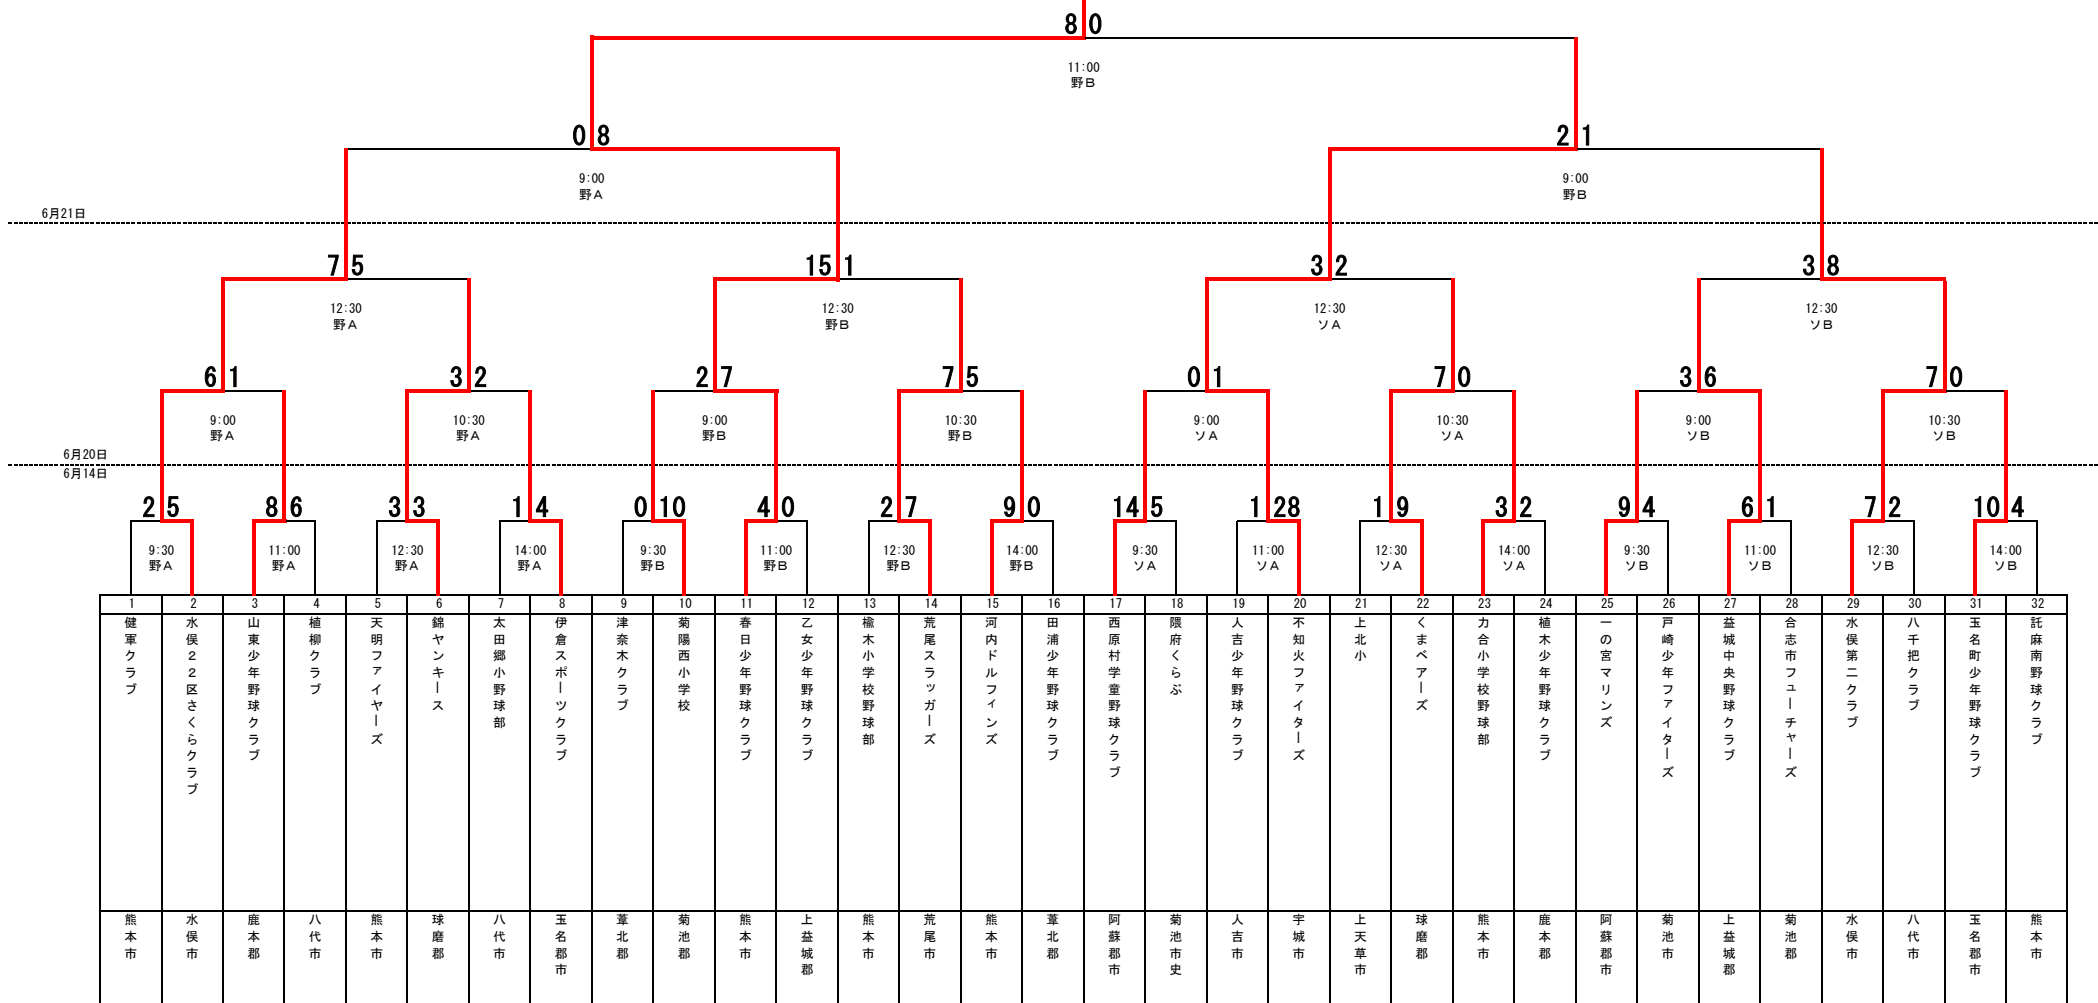 8 0
11:00
野B
0 8
2 1
9:00
野A
9:00
野B
6月21日
7 5
15 1
3 2
3 8
12:30
野A
12:30
野B
12:30
ソA
12:30
ソB
6 1
3 2
2 7
7 5
0 1
7 0
3 6
7 0
9:00
野A
10:30
野A
9:00
野B
10:30
野B
9:00
ソA
10:30
ソA
9:00
ソB
10:30
ソB
6月20日
6月14日
2 5
8 6
3 3
1 4
0 10
4 0
2 7
9 0
14 5
1 28
1 9
3 2
9 4
6 1
7 2
10 4
9:30
野A
11:00
野A
12:30
野A
14:00
野A
9:30
野B
11:00
野B
12:30
野B
14:00
野B
9:30
ソA
11:00
ソA
12:30
ソA
14:00
ソA
9:30
ソB
11:00
ソB
12:30
ソB
14:00
ソB
1 2 3 4 5 6 7 8 9 10 11 12 13 14 15 16 17 18 19 20 21 22 23 24 25 26 27 28 29 30 31 32
健軍クラブ
水俣22区さくらクラブ
山東少年野球クラブ
植柳クラブ
天明ファイヤーズ
錦ヤンキース
太田郷小野球部
伊倉スポーツクラブ
津奈木クラブ
菊陽西小学校
春日少年野球クラブ
乙女少年野球クラブ
楡木小学校野球部
荒尾スラッガーズ
河内ドルフィンズ
田浦少年野球クラブ
西原村学童野球クラブ
隈府くらぶ
人吉少年野球クラブ
不知火ファイターズ
上北小
くまベアーズ
力合小学校野球部
植木少年野球クラブ
一の宮マリンズ
戸崎少年ファイターズ
益城中央野球クラブ
合志市フューチャーズ
水俣第二クラブ
八千把クラブ
玉名町少年野球クラブ
託麻南野球クラブ
熊本市
水俣市
鹿本郡
八代市
熊本市
球磨郡
八代市
玉名郡市
葦北郡
菊池郡
熊本市
上益城郡
熊本市
荒尾市
熊本市
葦北郡
阿蘇郡市
菊池市史
人吉市
宇城市
上天草市
球磨郡
熊本市
鹿本郡
阿蘇郡市
菊池市
上益城郡
菊池郡
水俣市
八代市
玉名郡市
熊本市